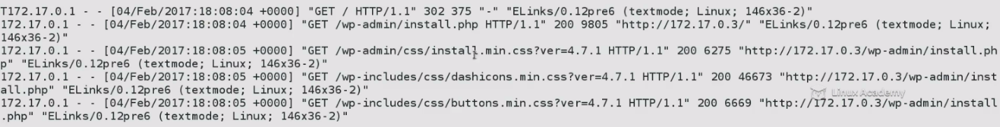 T172.17.0.1 - - [04/Feb/2017:18:08:04 +0000] "GET / HTTP/1.1" 302 375 "-" "ELinks/0.12pre6 (textmode; Linux; 146x36-2)"
172.17.0.1 - - [04/Feb/2017:18:08:04 +0000] "GET /wp-admin/install.php HTTP/1.1" 200 9805 "http://172.17.0.3/" "ELinks/0.12pre6 (textmode; Linux;
146x36-2)"
172.17.0.1 - - [04/Feb/2017:18:08:05 +0000] "GET /wp-admin/css/install.min.css?ver=4.7.1 HTTP/1.1" 200 6275 "http://172.17.0.3/wp-admin/install.ph
p" "ELinks/0.12pre6 (textmode; Linux; 146x36-2)"
172.17.0.1 - - [04/Feb/2017:18:08:05 +0000] "GET /wp-includes/css/dashicons.min.css?ver=4.7.1 HTTP/1.1" 200 46673 "http://172.17.0.3/wp-admin/inst
all.php" "ELinks/0.12pre6 (textmode; Linux; 146x36-2)"
Linux Academy
172.17.0.1 - - [04/Feb/2017:18:08:05 +0000] "GET /wp-includes/css/buttons.min.css?ver=4.7.1 HTTP/1.1" 200 6669 "http://172.17.0.3/wp-admin/install
.php" "ELinks/0.12pre6 (textmode; Linux; 146x36-2)"